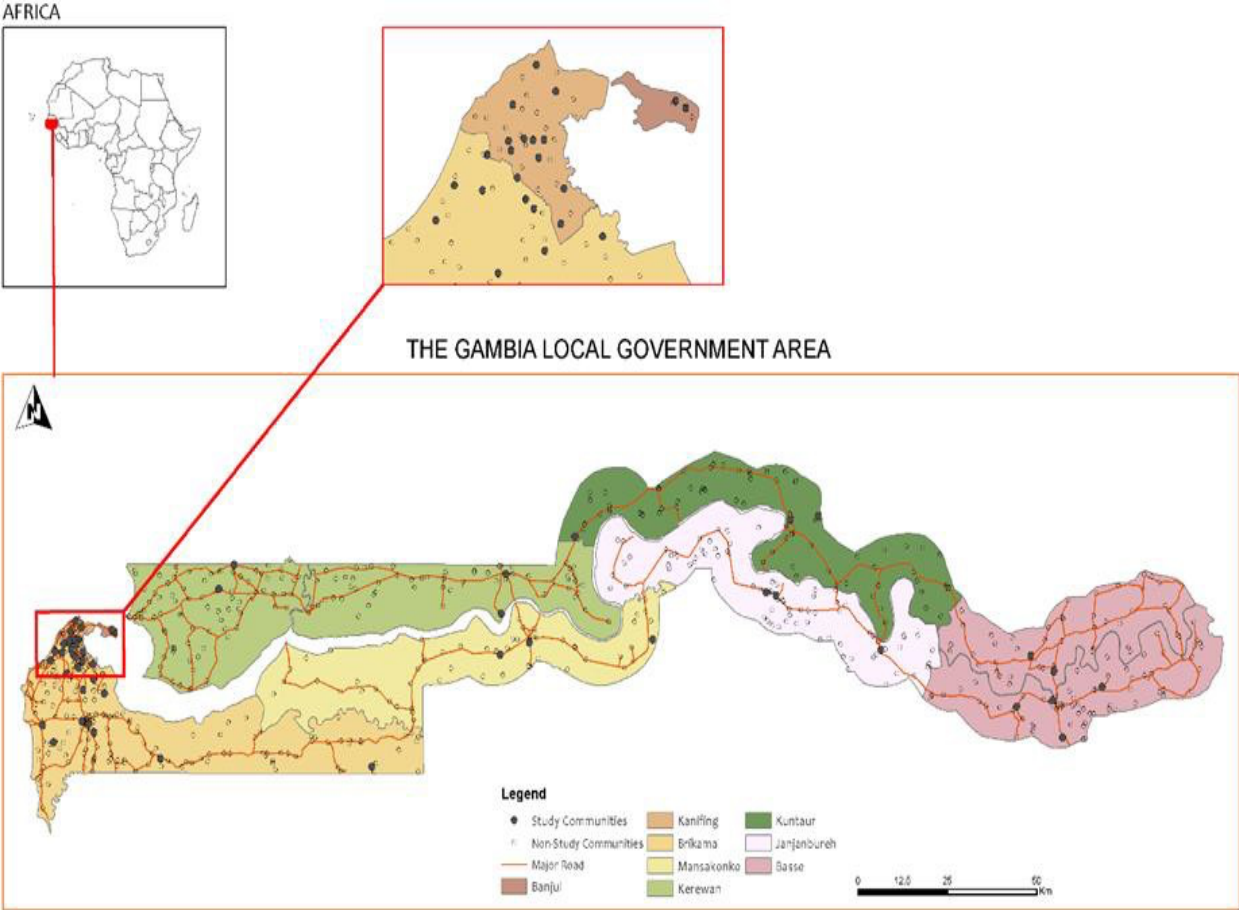 AFRICA
THE GAMBIA LOCAL GOVERNMENT AREA
N
Legend
Study Communities
Non-Study Communities
Major Road
Banjul
Kanifing
Brikama
Mansakonko
Kerewan
Kuntaur
Janjanbureh
Basse
0 12.5 25 50
Km